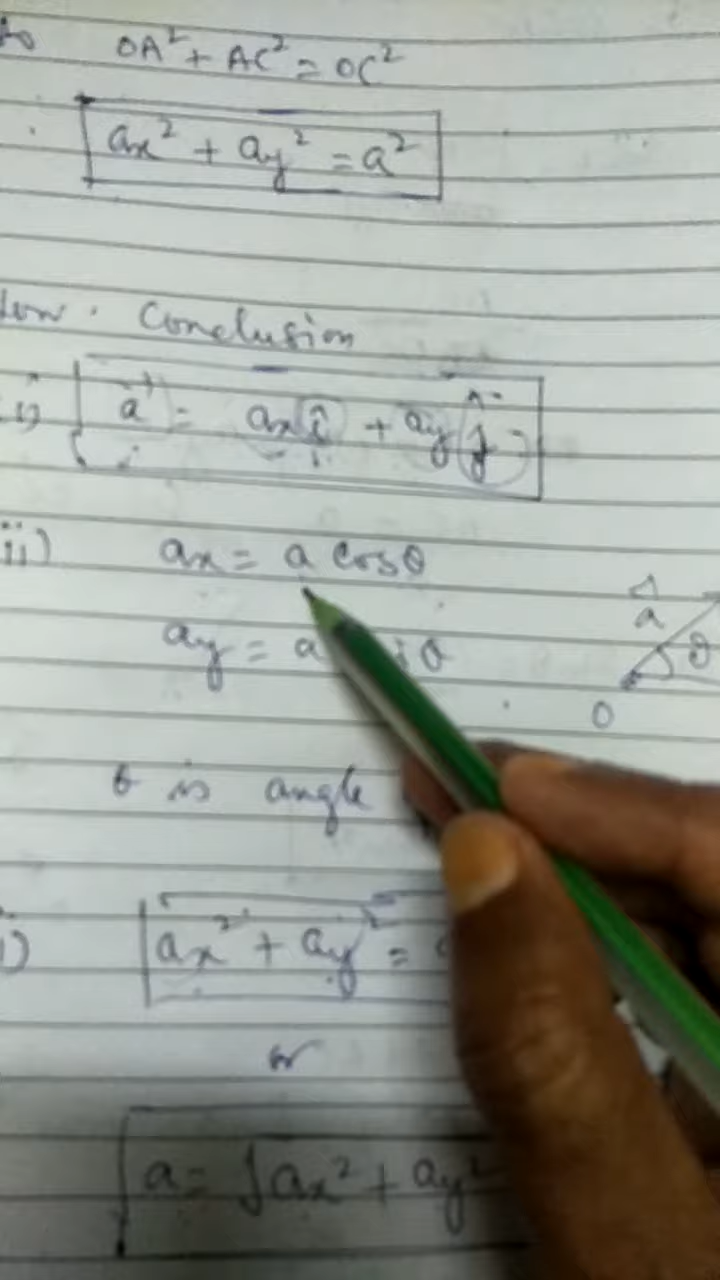 OA² + AC² = OC²
ax² + ay² = a²
Conclusion
i) a⃗ = ax î + ay ĵ
ii) ax = a cosθ
a
θ
ay = a θ
O
θ is angle
ax² + ay² =
or
a = √ax² + ay²